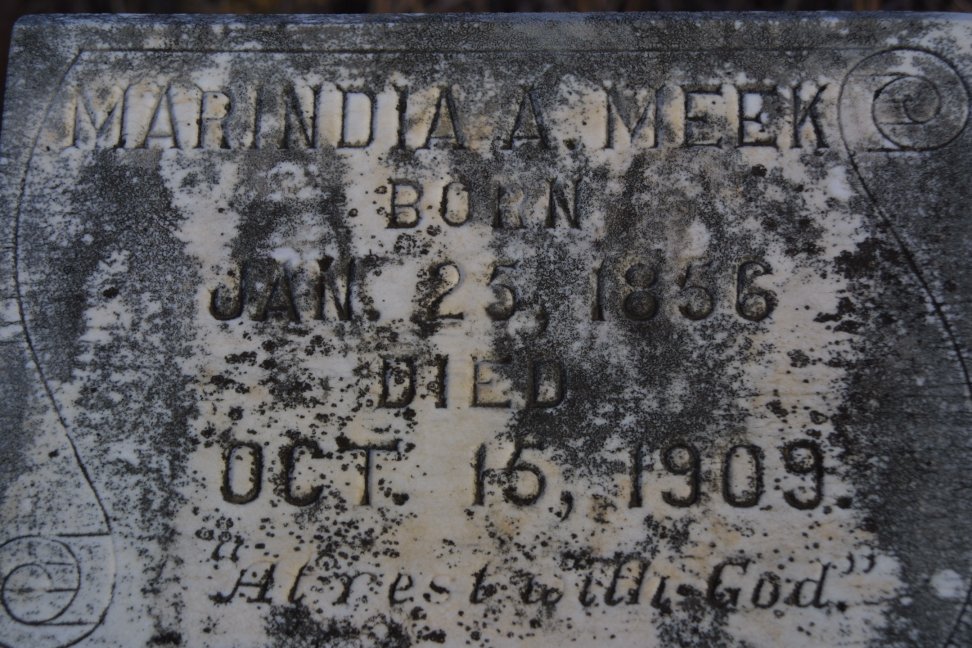 MARINDIA A. MEEK
BORN
JAN. 25, 1856
DIED
OCT. 15, 1909.
"At rest with God."